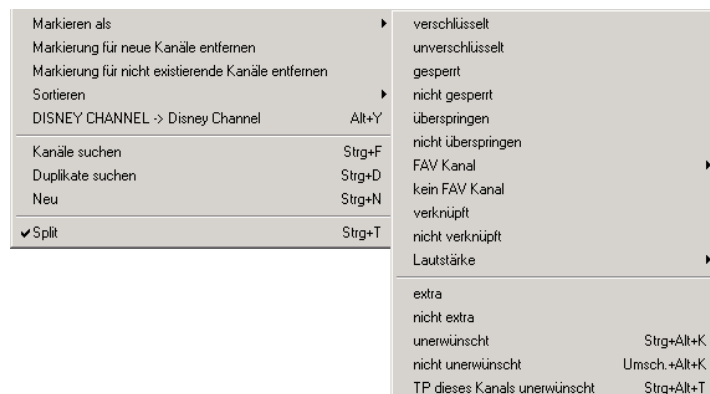 Markieren als
Markierung für neue Kanäle entfernen
Markierung für nicht existierende Kanäle entfernen
Sortieren
DISNEY CHANNEL -> Disney Channel Alt+Y
Kanäle suchen Strg+F
Duplikate suchen Strg+D
Neu Strg+N
Split Strg+T
verschlüsselt
unverschlüsselt
gesperrt
nicht gesperrt
überspringen
nicht überspringen
FAV Kanal
kein FAV Kanal
verknüpft
nicht verknüpft
Lautstärke
extra
nicht extra
unerwünscht Strg+Alt+K
nicht unerwünscht Umsch.+Alt+K
TP dieses Kanals unerwünscht Strg+Alt+T